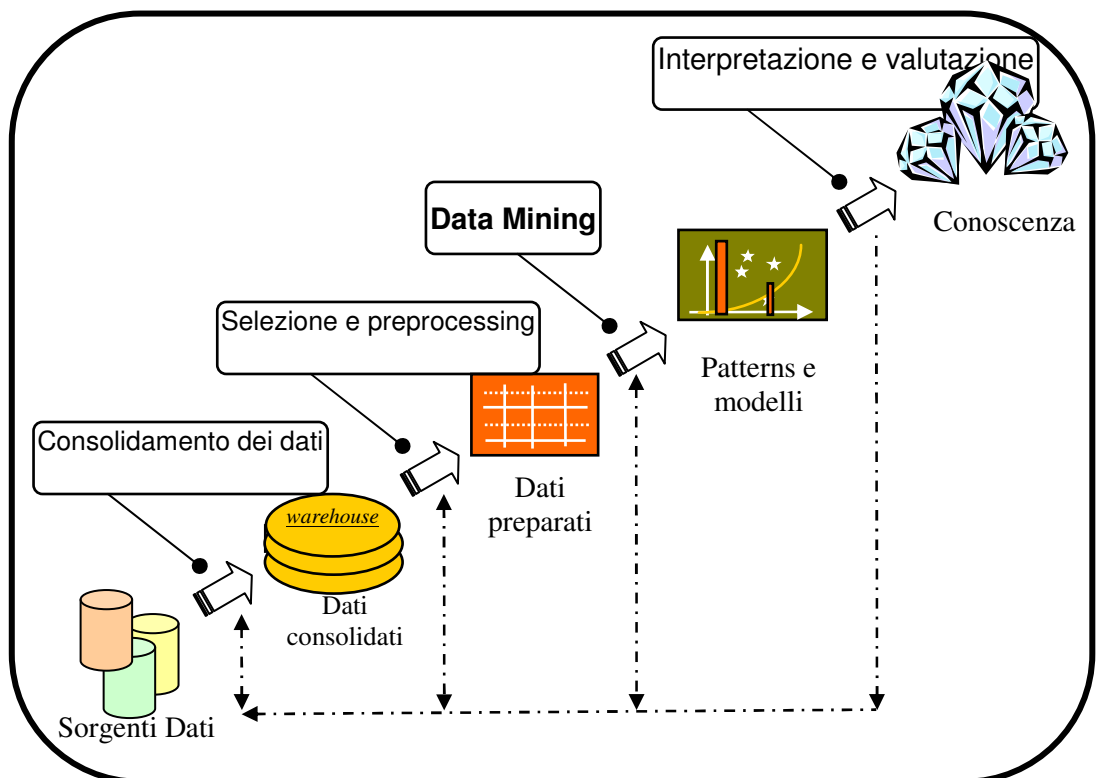 Interpretazione e valutazione
Conoscenza
Data Mining
Patterns e
modelli
Selezione e preprocessing
Dati
preparati
Consolidamento dei dati
warehouse
Dati
consolidati
Sorgenti Dati